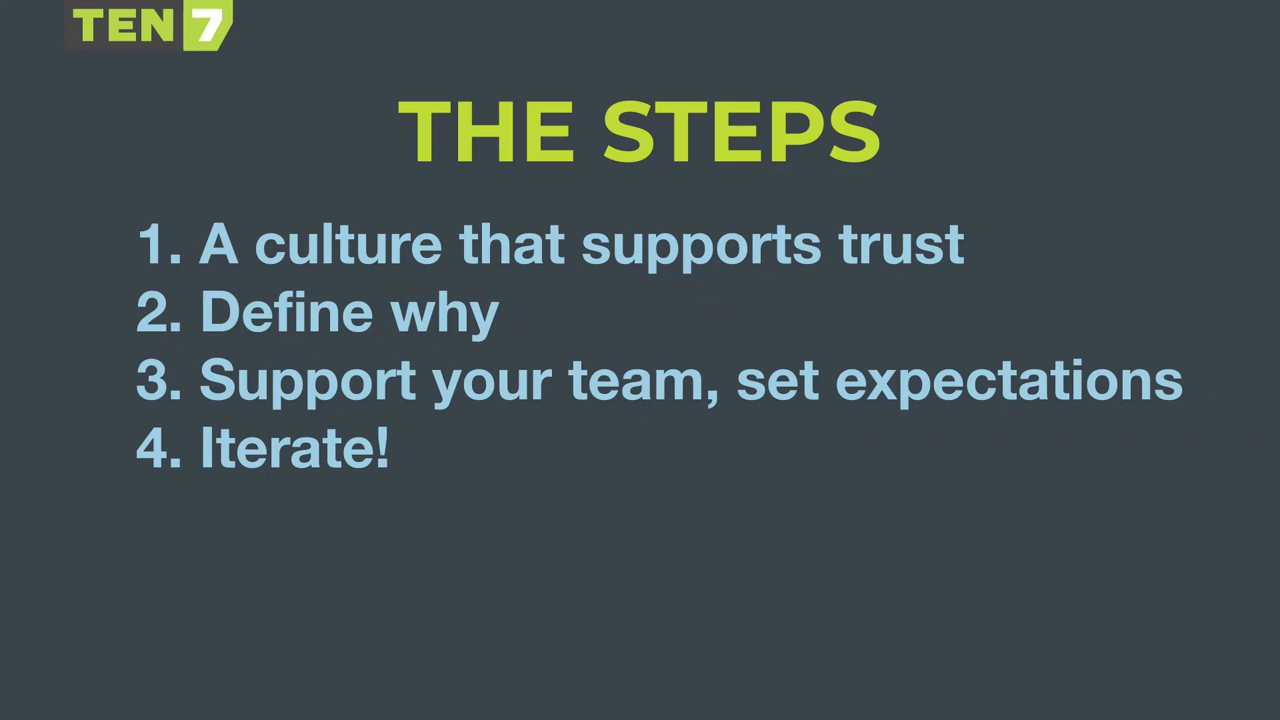 TEN 7
THE STEPS
1. A culture that supports trust
2. Define why
3. Support your team, set expectations
4. Iterate!